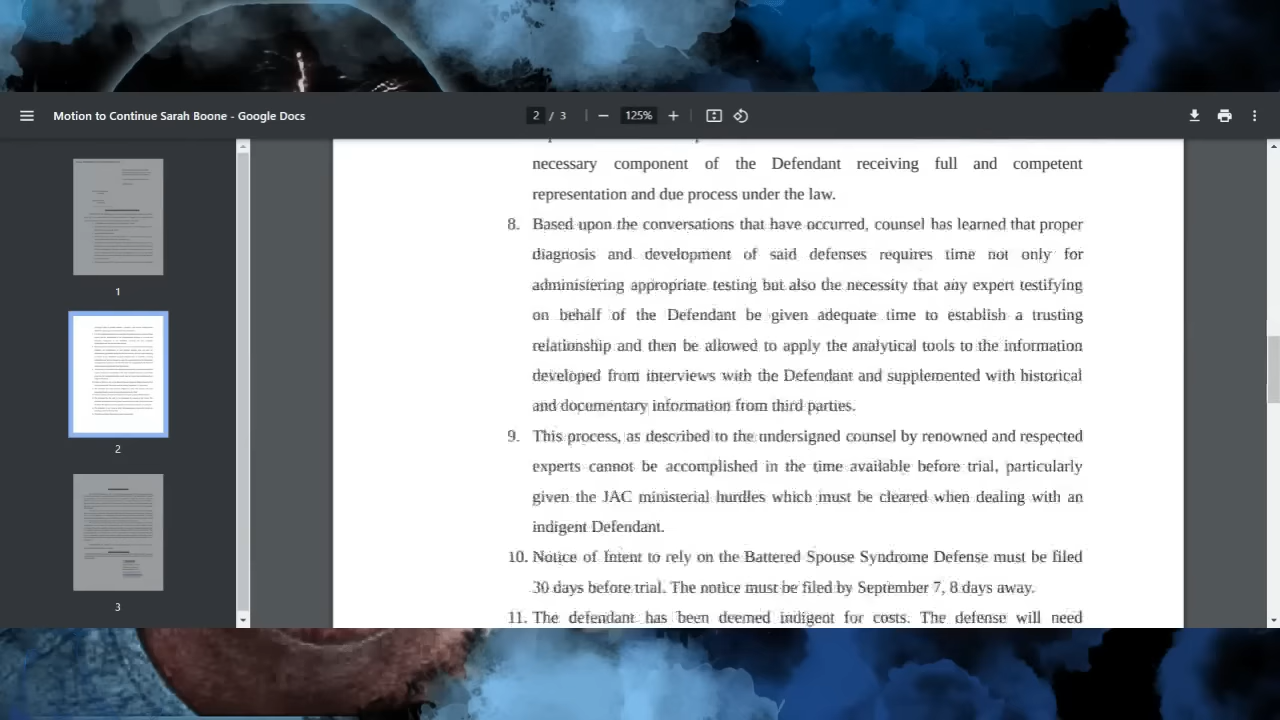 Motion to Continue Sarah Boone - Google Docs
2 / 3
125%
1
2
3
necessary component of the Defendant receiving full and competent
representation and due process under the law.
8. Based upon the conversations that have occurred, counsel has learned that proper
diagnosis and development of said defenses requires time not only for
administering appropriate testing but also the necessity that any expert testifying
on behalf of the Defendant be given adequate time to establish a trusting
relationship and then be allowed to apply the analytical tools to the information
developed from interviews with the Defendant and supplemented with historical
and documentary information from third parties.
9. This process, as described to the undersigned counsel by renowned and respected
experts cannot be accomplished in the time available before trial, particularly
given the JAC ministerial hurdles which must be cleared when dealing with an
indigent Defendant.
10. Notice of Intent to rely on the Battered Spouse Syndrome Defense must be filed
30 days before trial. The notice must be filed by September 7, 8 days away.
11. The defendant has been deemed indigent for costs. The defense will need